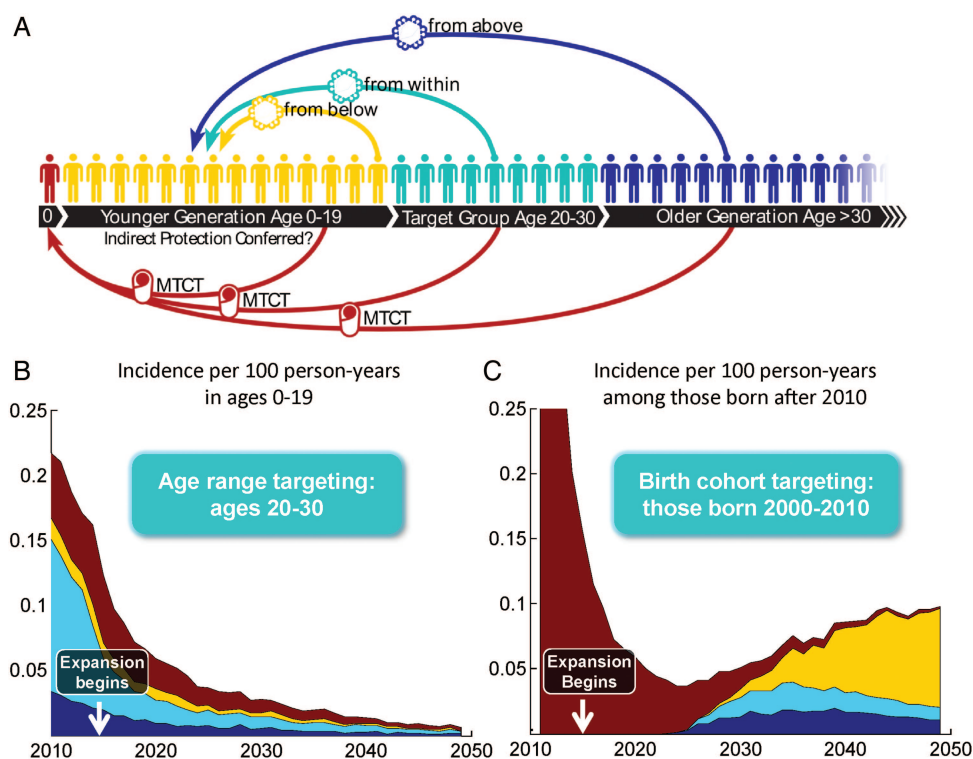 A
from above
from within
from below
0
Younger Generation Age 0-19
Target Group Age 20-30
Older Generation Age >30
Indirect Protection Conferred?
MTCT
MTCT
MTCT
B
Incidence per 100 person-years
in ages 0-19
0.25
0.2
0.15
0.1
0.05
Age range targeting:
ages 20-30
Expansion
begins
2010
2020
2030
2040
2050
C
Incidence per 100 person-years
among those born after 2010
0.25
0.2
0.15
0.1
0.05
Birth cohort targeting:
those born 2000-2010
Expansion
Begins
2010
2020
2030
2040
2050